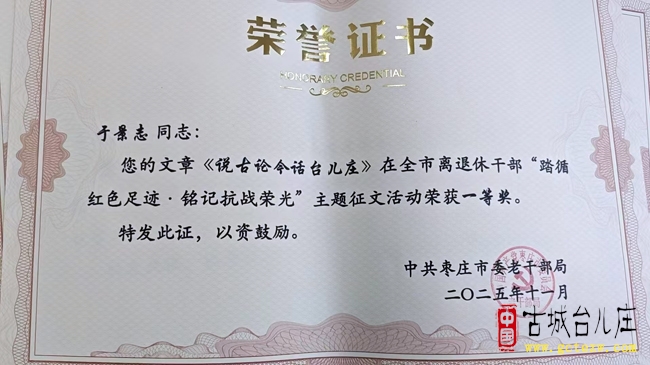 荣誉证书
HONORARY CREDENTIAL
于景志 同志：
您的文章《说古论今话台儿庄》在全市离退休干部“踏循
红色足迹·铭记抗战荣光”主题征文活动荣获一等奖。
特发此证，以资鼓励。
中共枣庄市委老干部局
二〇二五年十一月
中国 古城台儿庄